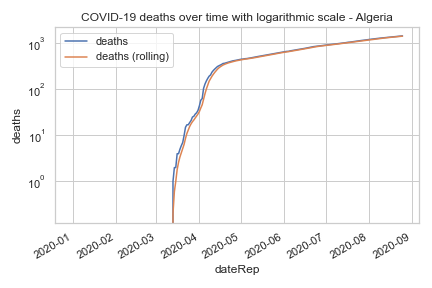 COVID-19 deaths over time with logarithmic scale - Algeria
deaths
deaths (rolling)
10³
10²
10¹
10⁰
deaths
2020-01
2020-02
2020-03
2020-04
2020-05
2020-06
2020-07
2020-08
2020-09
dateRep